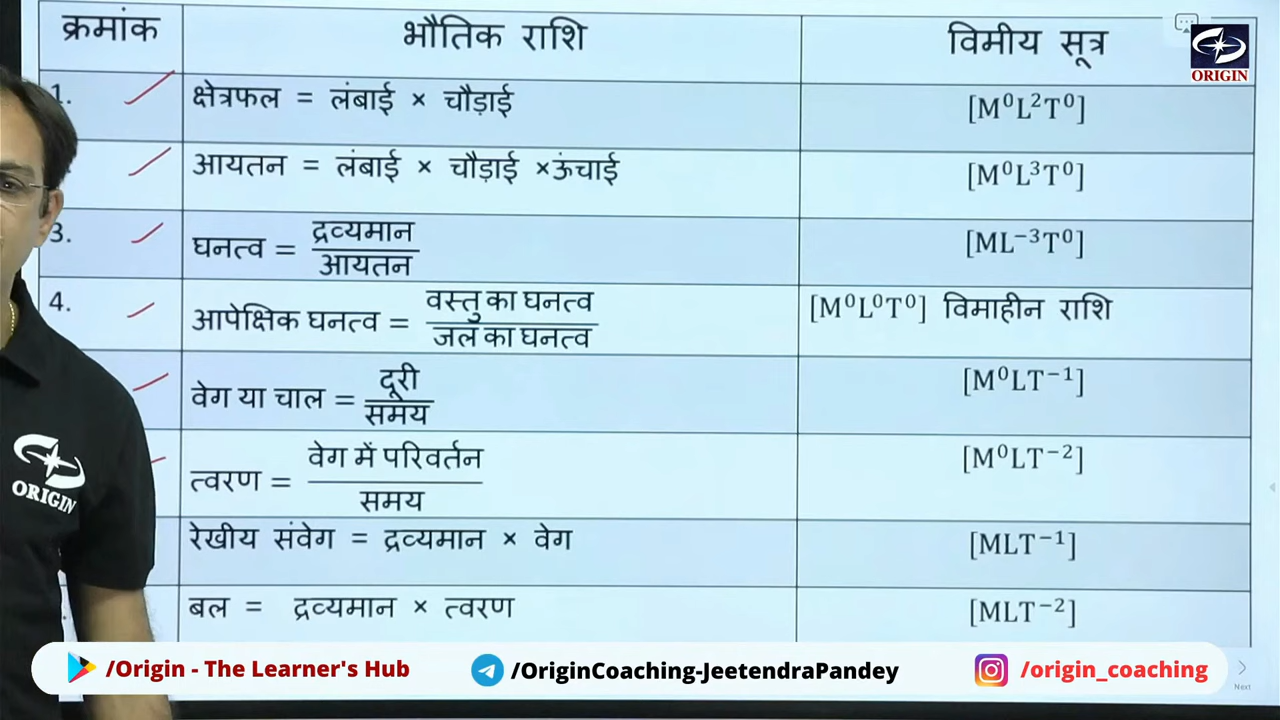 क्रमांक भौतिक राशि विमीय सूत्र
ORIGIN
1. क्षेत्रफल = लंबाई × चौड़ाई [M⁰L²T⁰]
आयतन = लंबाई × चौड़ाई ×ऊंचाई [M⁰L³T⁰]
3. घनत्व = द्रव्यमान / आयतन [ML⁻³T⁰]
4. आपेक्षिक घनत्व = वस्तु का घनत्व / जल का घनत्व [M⁰L⁰T⁰] विमाहीन राशि
वेग या चाल = दूरी / समय [M⁰LT⁻¹]
त्वरण = वेग में परिवर्तन / समय [M⁰LT⁻²]
ORIGIN
रेखीय संवेग = द्रव्यमान × वेग [MLT⁻¹]
बल = द्रव्यमान × त्वरण [MLT⁻²]
/Origin - The Learner's Hub /OriginCoaching-JeetendraPandey /origin_coaching
Next